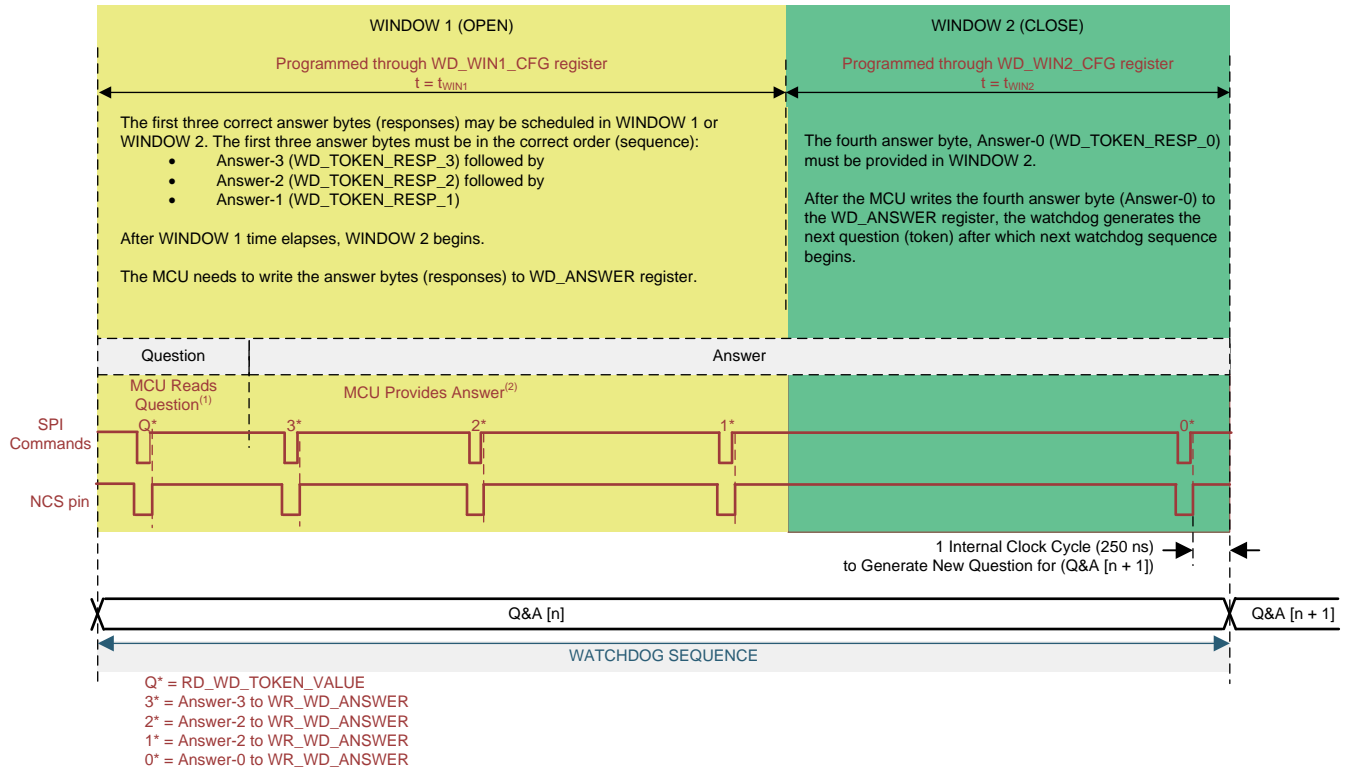 WINDOW 1 (OPEN)
WINDOW 2 (CLOSE)
Programmed through WD_WIN1_CFG register
t = tWIN1
Programmed through WD_WIN2_CFG register
t = tWIN2
The first three correct answer bytes (responses) may be scheduled in WINDOW 1 or
WINDOW 2. The first three answer bytes must be in the correct order (sequence):
• Answer-3 (WD_TOKEN_RESP_3) followed by
• Answer-2 (WD_TOKEN_RESP_2) followed by
• Answer-1 (WD_TOKEN_RESP_1)
After WINDOW 1 time elapses, WINDOW 2 begins.
The MCU needs to write the answer bytes (responses) to WD_ANSWER register.
The fourth answer byte, Answer-0 (WD_TOKEN_RESP_0)
must be provided in WINDOW 2.
After the MCU writes the fourth answer byte (Answer-0) to
the WD_ANSWER register, the watchdog generates the
next question (token) after which next watchdog sequence
begins.
Question
Answer
MCU Reads
Question(1)
MCU Provides Answer(2)
SPI
Commands
Q*
3*
2*
1*
0*
NCS pin
1 Internal Clock Cycle (250 ns)
to Generate New Question for (Q&A [n + 1])
Q&A [n]
Q&A [n + 1]
WATCHDOG SEQUENCE
Q* = RD_WD_TOKEN_VALUE
3* = Answer-3 to WR_WD_ANSWER
2* = Answer-2 to WR_WD_ANSWER
1* = Answer-2 to WR_WD_ANSWER
0* = Answer-0 to WR_WD_ANSWER